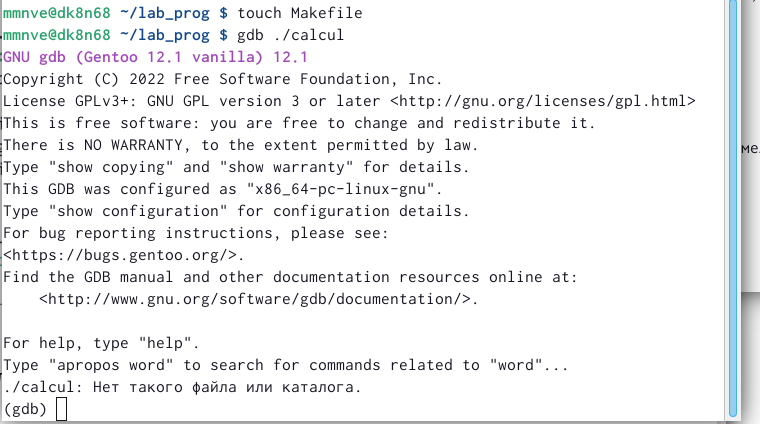 mmnve@dk8n68 ~/lab_prog $ touch Makefile
mmnve@dk8n68 ~/lab_prog $ gdb ./calcul
GNU gdb (Gentoo 12.1 vanilla) 12.1
Copyright (C) 2022 Free Software Foundation, Inc.
License GPLv3+: GNU GPL version 3 or later <http://gnu.org/licenses/gpl.html>
This is free software: you are free to change and redistribute it.
There is NO WARRANTY, to the extent permitted by law.
Type "show copying" and "show warranty" for details.
This GDB was configured as "x86_64-pc-linux-gnu".
Type "show configuration" for configuration details.
For bug reporting instructions, please see:
<https://bugs.gentoo.org/>.
Find the GDB manual and other documentation resources online at:
    <http://www.gnu.org/software/gdb/documentation/>.

For help, type "help".
Type "apropos word" to search for commands related to "word"...
./calcul: Нет такого файла или каталога.
(gdb)